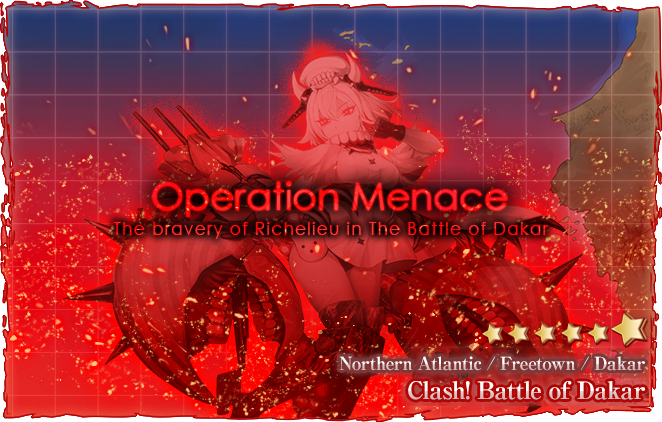 Operation Menace
The bravery of Richelieu in The Battle of Dakar
Northern Atlantic / Freetown / Dakar
Clash! Battle of Dakar